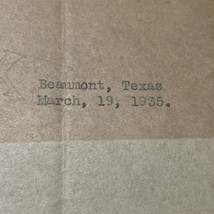 Beaumont, Texas
March, 19, 1935.